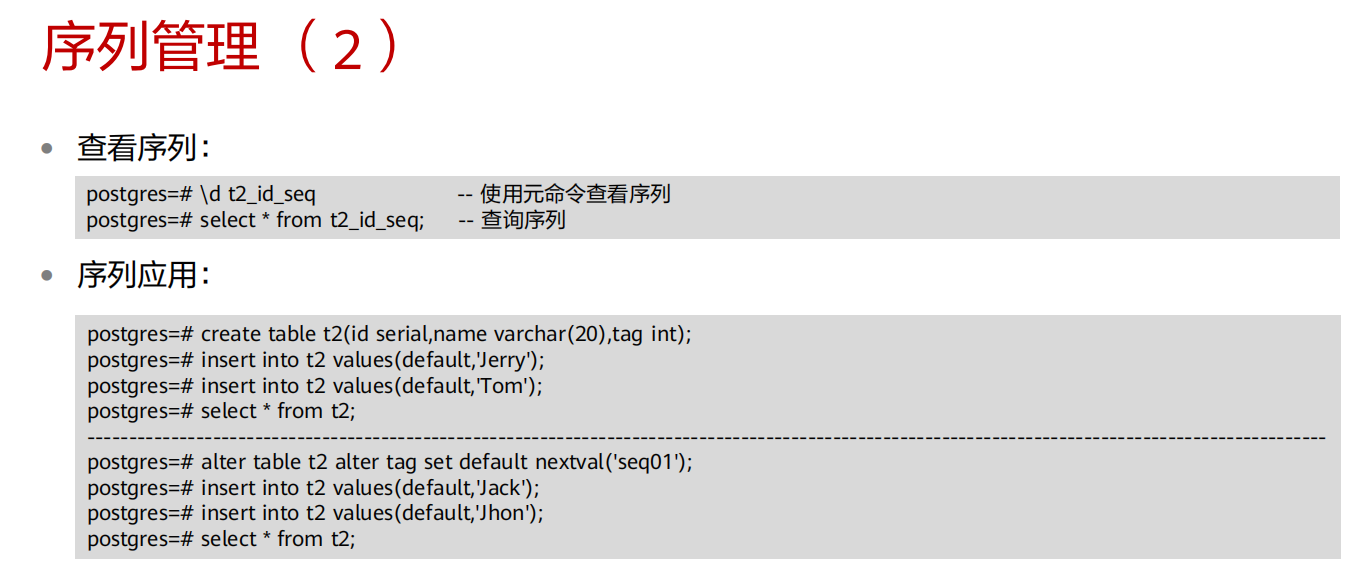 序列管理（2）
查看序列：
postgres=# \d t2_id_seq -- 使用元命令查看序列
postgres=# select * from t2_id_seq; -- 查询序列
序列应用：
postgres=# create table t2(id serial,name varchar(20),tag int);
postgres=# insert into t2 values(default,'Jerry');
postgres=# insert into t2 values(default,'Tom');
postgres=# select * from t2;
postgres=# alter table t2 alter tag set default nextval('seq01');
postgres=# insert into t2 values(default,'Jack');
postgres=# insert into t2 values(default,'Jhon');
postgres=# select * from t2;